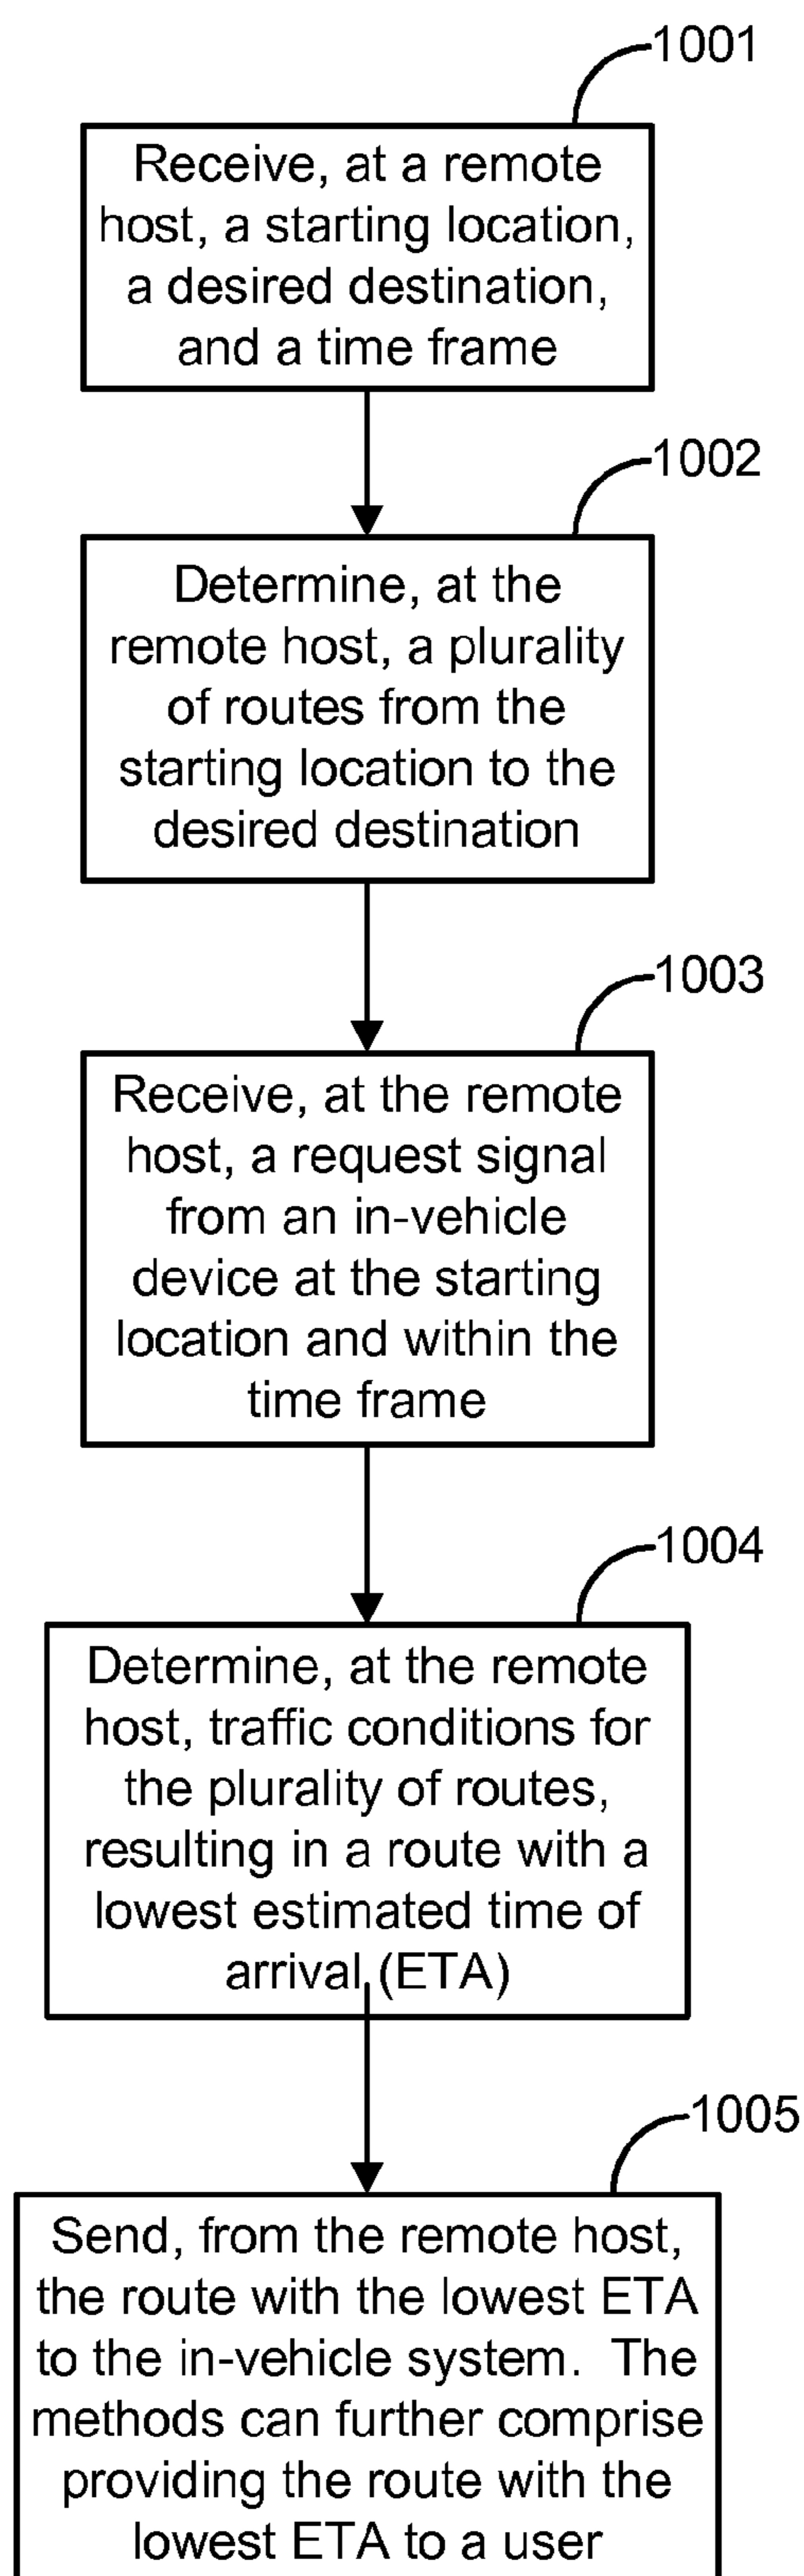 1001
Receive, at a remote
host, a starting location,
a desired destination,
and a time frame
1002
Determine, at the
remote host, a plurality
of routes from the
starting location to the
desired destination
1003
Receive, at the remote
host, a request signal
from an in-vehicle
device at the starting
location and within the
time frame
1004
Determine, at the remote
host, traffic conditions for
the plurality of routes,
resulting in a route with a
lowest estimated time of
arrival (ETA)
1005
Send, from the remote host,
the route with the lowest ETA
to the in-vehicle system.  The
methods can further comprise
providing the route with the
lowest ETA to a user